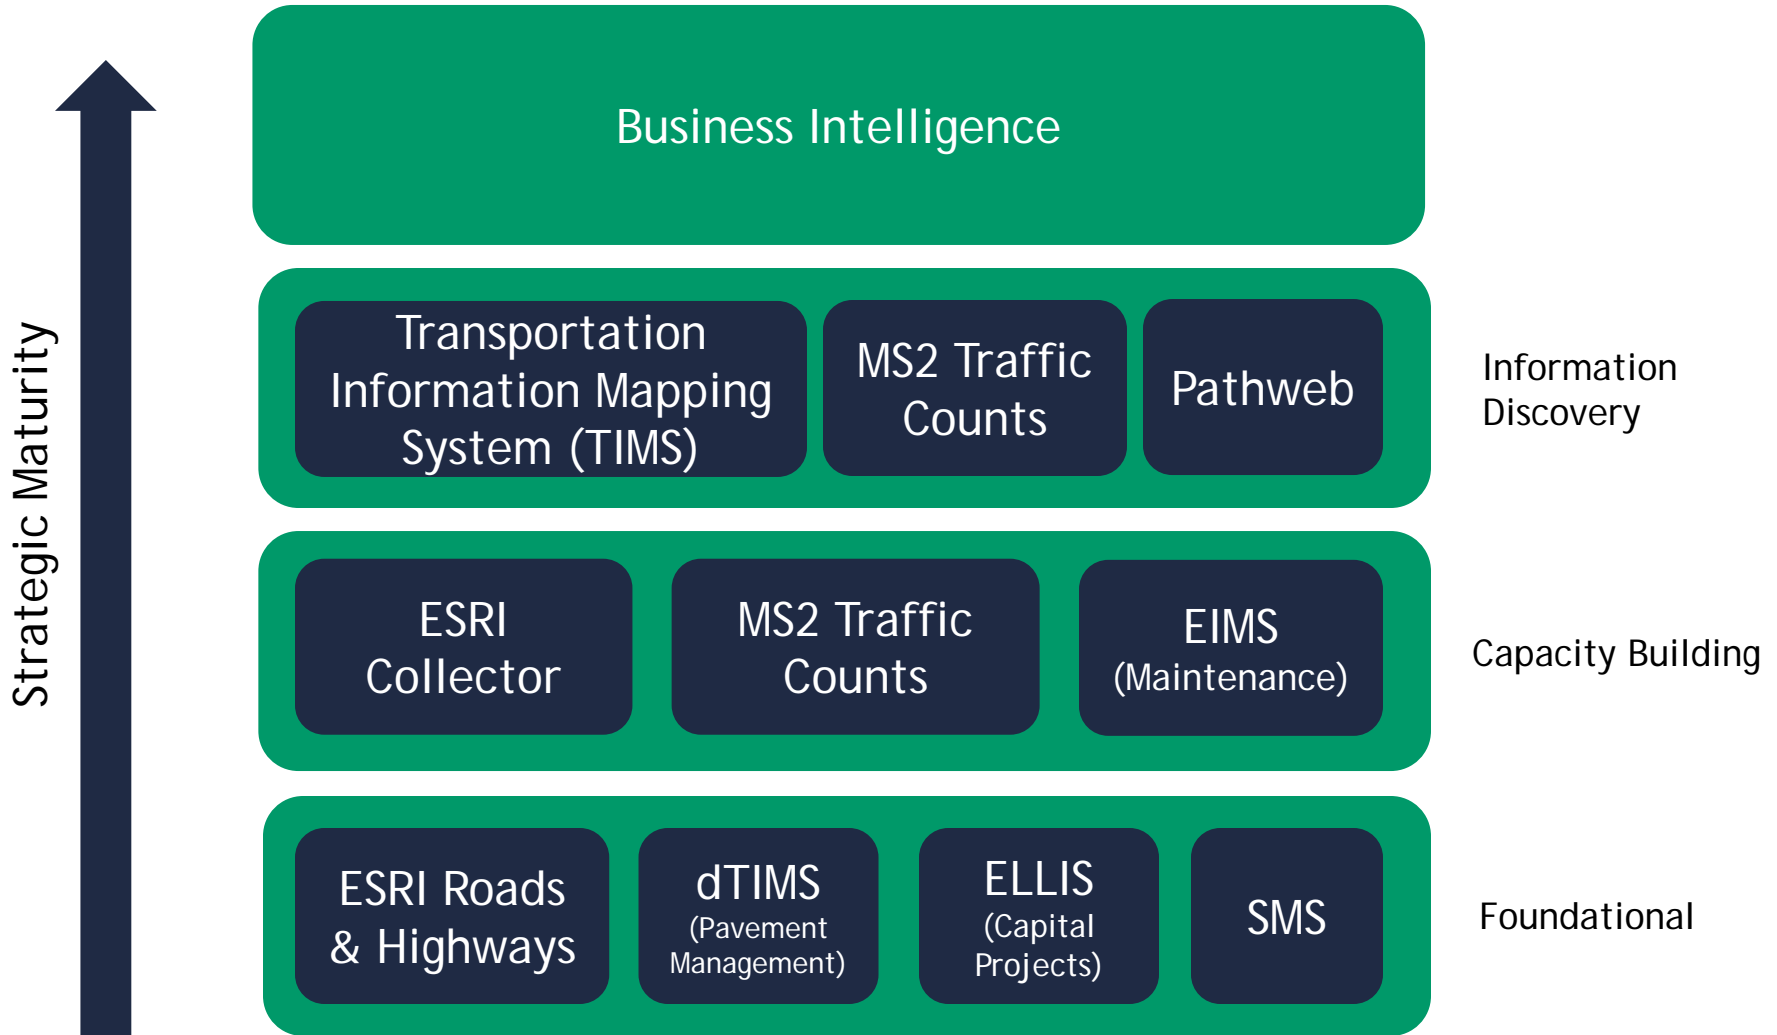 Strategic Maturity
Business Intelligence
Transportation
Information Mapping
System (TIMS)
MS2 Traffic
Counts
Pathweb
Information
Discovery
ESRI
Collector
MS2 Traffic
Counts
EIMS
(Maintenance)
Capacity Building
ESRI Roads
& Highways
dTIMS
(Pavement
Management)
ELLIS
(Capital
Projects)
SMS
Foundational